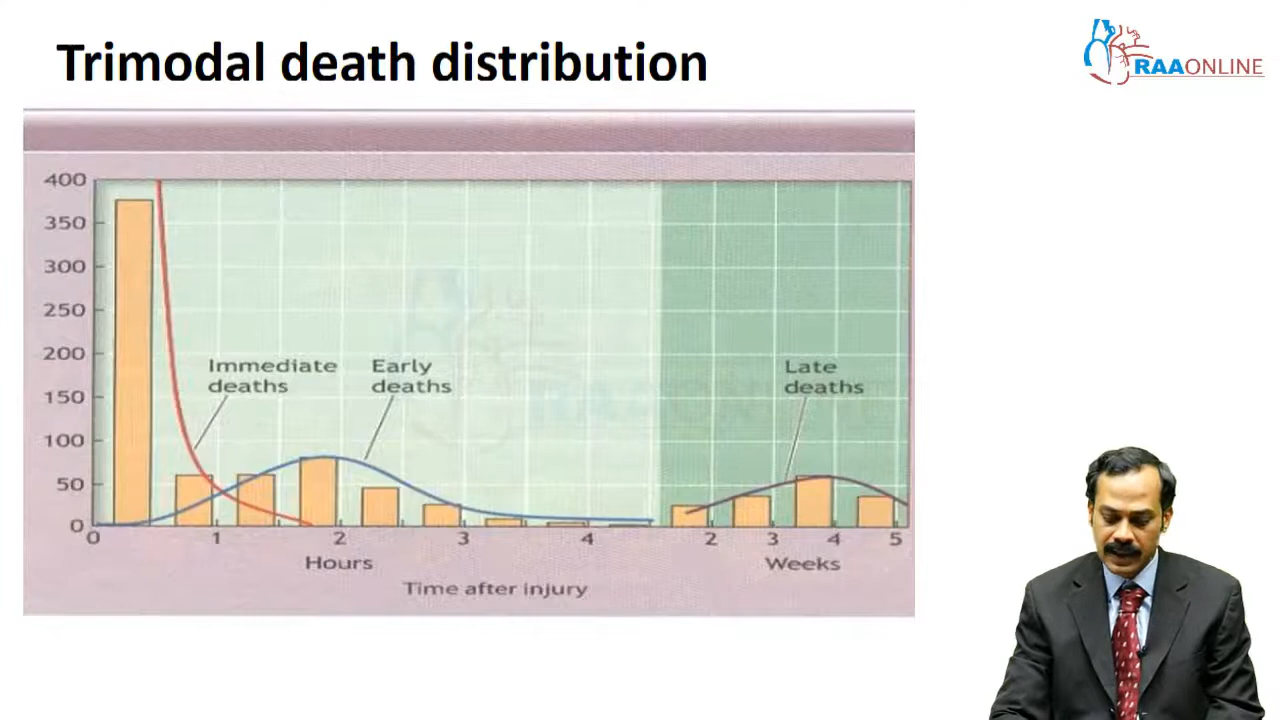 Trimodal death distribution
RAAONLINE
400
350
300
250
200
150
100
50
0
Immediate
deaths
Early
deaths
Late
deaths
0 1 2 3 4 2 3 4 5
Hours Weeks
Time after injury